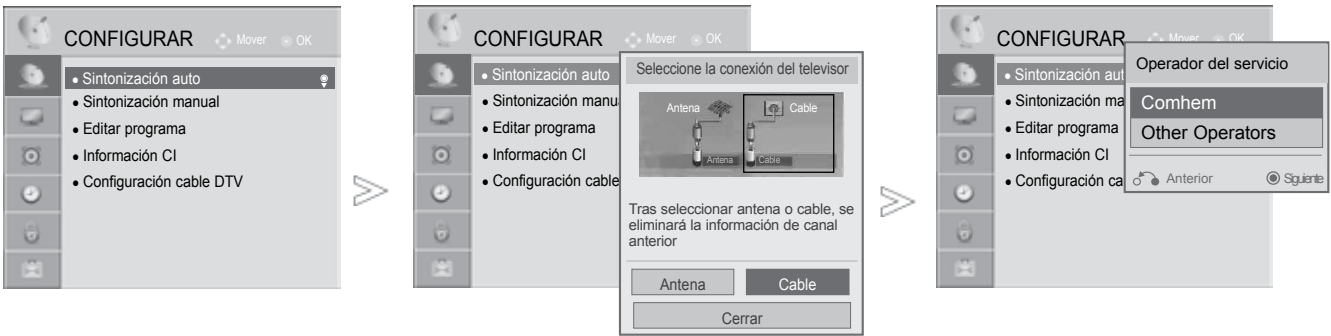 CONFIGURAR Mover OK
• Sintonización auto
• Sintonización manual
• Editar programa
• Información CI
• Configuración cable DTV
CONFIGURAR Mover OK
• Sintonización auto
• Sintonización manu
• Editar programa
• Información CI
• Configuración cable
Seleccione la conexión del televisor
Antena Cable
Antena Cable
Tras seleccionar antena o cable, se
eliminará la información de canal
anterior
Antena Cable
Cerrar
CONFIGURAR Mover OK
• Sintonización aut
• Sintonización ma
• Editar programa
• Información CI
• Configuración ca
Operador del servicio
Comhem
Other Operators
Anterior Siguiente